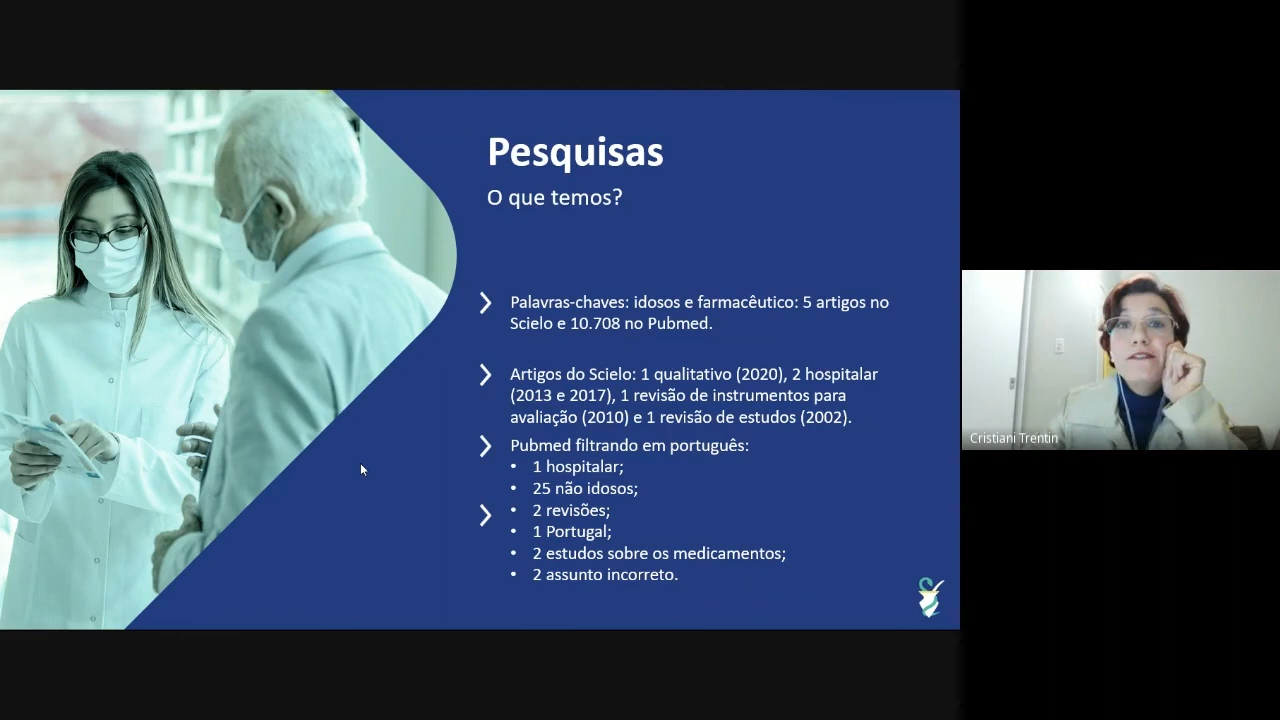 Pesquisas
O que temos?
Palavras-chaves: idosos e farmacêutico: 5 artigos no
Scielo e 10.708 no Pubmed.
Artigos do Scielo: 1 qualitativo (2020), 2 hospitalar
(2013 e 2017), 1 revisão de instrumentos para
avaliação (2010) e 1 revisão de estudos (2002).
Pubmed filtrando em português:
• 1 hospitalar;
• 25 não idosos;
• 2 revisões;
• 1 Portugal;
• 2 estudos sobre os medicamentos;
• 2 assunto incorreto.
Cristiani Trentin